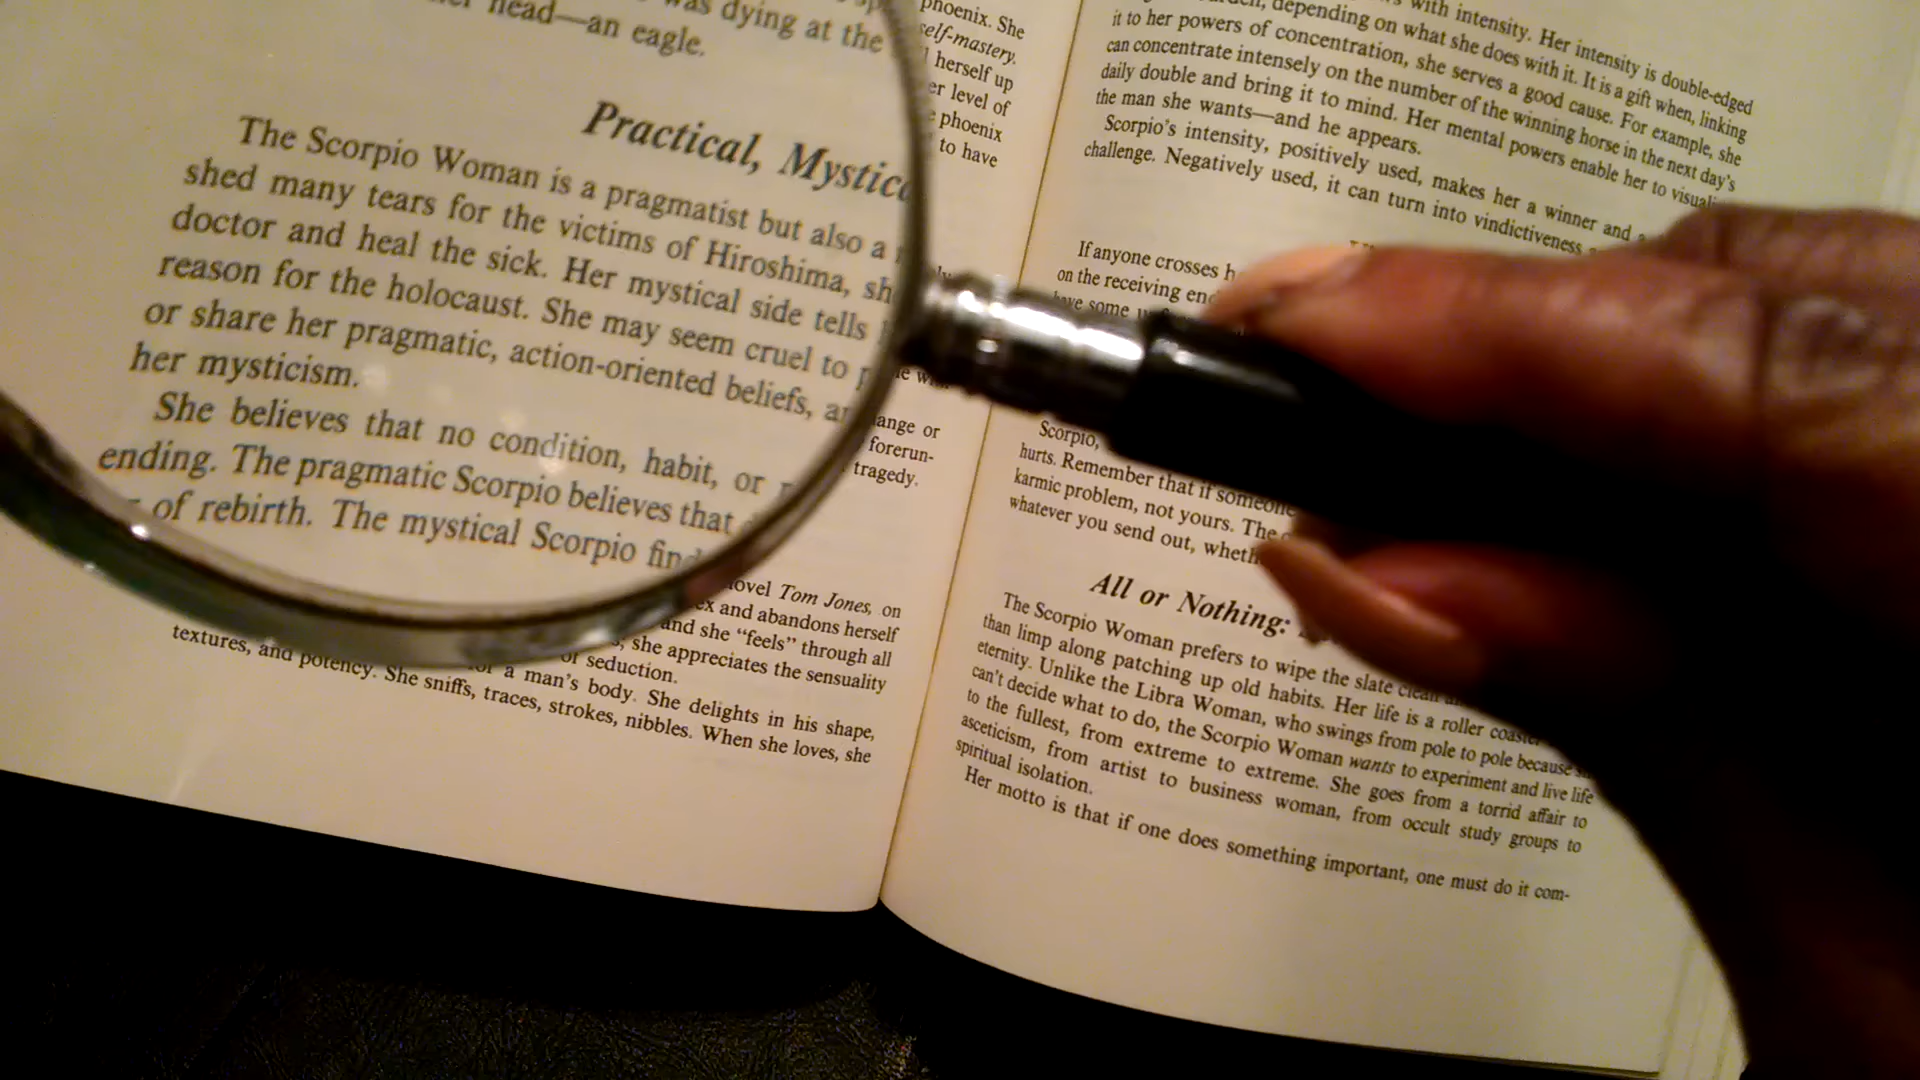 was dying at the
head—an eagle.
Practical, Mystic
The Scorpio Woman is a pragmatist but also a
shed many tears for the victims of Hiroshima, sh
doctor and heal the sick. Her mystical side tells
reason for the holocaust. She may seem cruel to
or share her pragmatic, action-oriented beliefs,
her mysticism.
She believes that no condition, habit, or
ending. The pragmatic Scorpio believes that
of rebirth. The mystical Scorpio find
phoenix. She
self-mastery.
herself up
er level of
phoenix
to have
ange or
forerun-
tragedy.
novel Tom Jones, on
ex and abandons herself
and she “feels” through all
she appreciates the sensuality
of seduction.
a man's body. She delights in his shape,
textures, and potency. She sniffs, traces, strokes, nibbles. When she loves, she
with intensity. Her intensity is double-edged
depending on what she does with it. It is a gift when, linking
it to her powers of concentration, she serves a good cause. For example, she
can concentrate intensely on the number of the winning horse in the next day's
daily double and bring it to mind. Her mental powers enable her to visuali
the man she wants—and he appears.
Scorpio's intensity, positively used, makes her a winner and a
challenge. Negatively used, it can turn into vindictiveness
If anyone crosses h
on the receiving end
have some
Scorpio,
hurts. Remember that if someone
karmic problem, not yours. The
whatever you send out, wheth
All or Nothing:
The Scorpio Woman prefers to wipe the slate clean
than limp along patching up old habits. Her life is a roller coaster
eternity. Unlike the Libra Woman, who swings from pole to pole because
can't decide what to do, the Scorpio Woman wants to experiment and live life
to the fullest, from extreme to extreme. She goes from a torrid affair to
asceticism, from artist to business woman, from occult study groups to
spiritual isolation.
Her motto is that if one does something important, one must do it com-